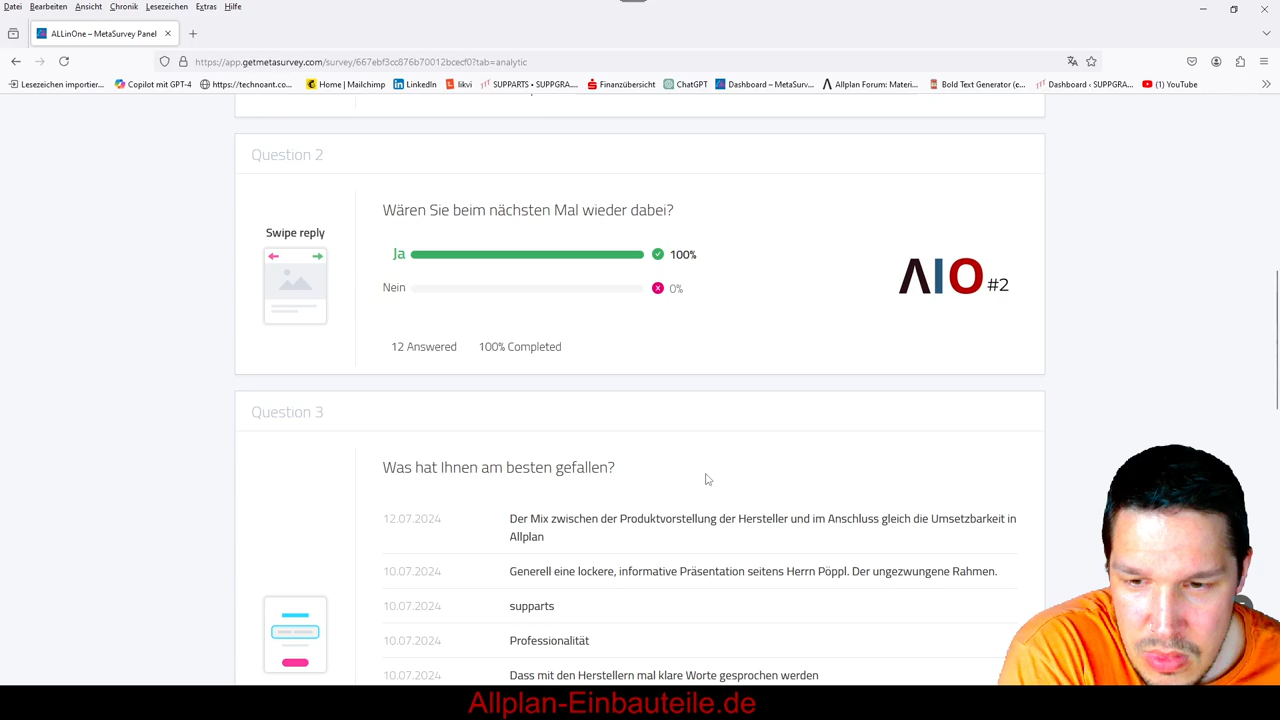 Datei Bearbeiten Ansicht Chronik Lesezeichen Extras Hilfe
ALLinOne – MetaSurvey Panel
https://app.getmetasurvey.com/survey/667ebf3cc876b70012bcecf0?tab=analytic
Lesezeichen importier... Copilot mit GPT-4 https://technoant.co... Home | Mailchimp LinkedIn likvi SUPPARTS ‹ SUPPGRA... Finanzübersicht ChatGPT Dashboard – MetaSurv... Allplan Forum: Materi... Bold Text Generator (e... Dashboard ‹ SUPPGRA... (1) YouTube
Question 2
Wären Sie beim nächsten Mal wieder dabei?
Swipe reply
Ja 100%
Nein 0%
AIO #2
12 Answered 100% Completed
Question 3
Was hat Ihnen am besten gefallen?
12.07.2024 Der Mix zwischen der Produktvorstellung der Hersteller und im Anschluss gleich die Umsetzbarkeit in
Allplan
10.07.2024 Generell eine lockere, informative Präsentation seitens Herrn Pöppl. Der ungezwungene Rahmen.
10.07.2024 supparts
10.07.2024 Professionalität
10.07.2024 Dass mit den Herstellern mal klare Worte gesprochen werden
Allplan-Einbauteile.de